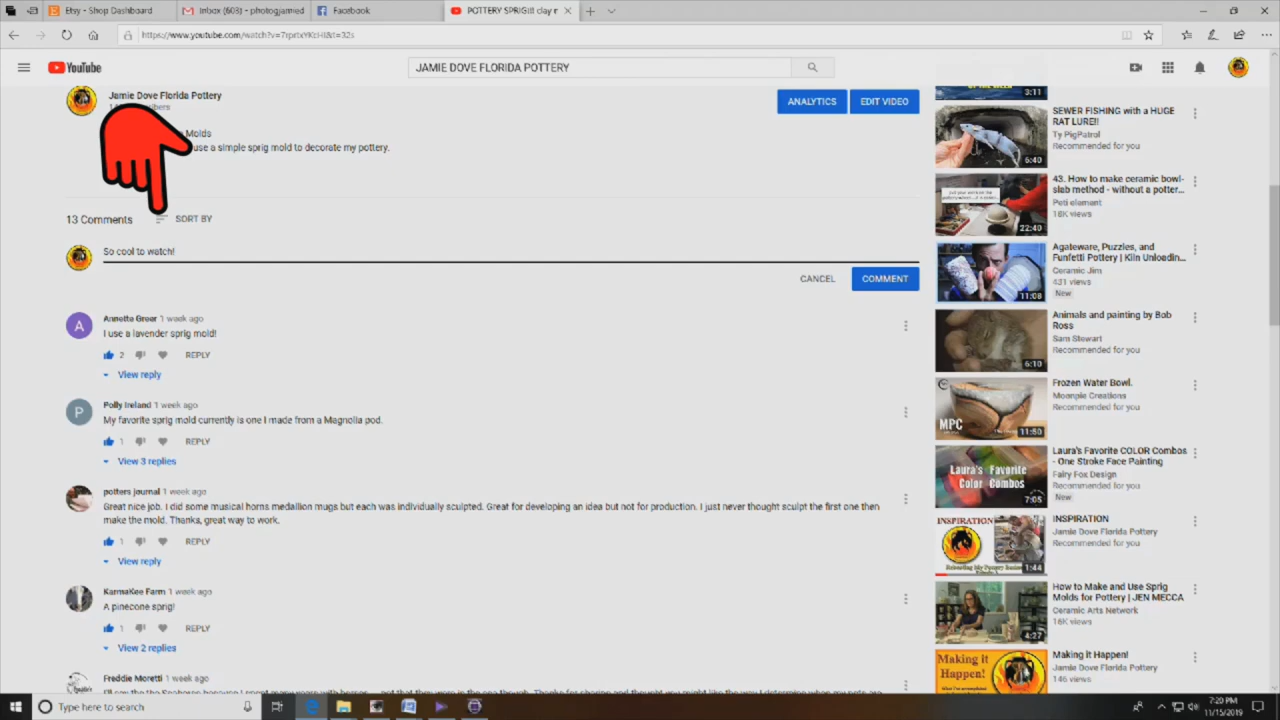 Etsy - Shop Dashboard
Inbox (603) - photogjamied
Facebook
POTTERY SPRIG
YouTube
JAMIE DOVE FLORIDA POTTERY
Jamie Dove Florida Pottery
Molds
use a simple sprig mold to decorate my pottery.
ANALYTICS
EDIT VIDEO
13 Comments
SORT BY
So cool to watch!
CANCEL
COMMENT
Annette Greer 1 week ago
I use a lavender sprig mold!
2
REPLY
View reply
Polly Ireland 1 week ago
My favorite sprig mold currently is one I made from a Magnolia pod.
1
REPLY
View 3 replies
potters journal 1 week ago
Great nice job. I did some musical horns medallion mugs but each was individually sculpted. Great for developing an idea but not for production. I just never thought sculpt the first one then
make the mold. Thanks, great way to work.
1
REPLY
View reply
KarmaKee Farm 1 week ago
A pinecone sprig!
1
REPLY
View 2 replies
Freddie Moretti 1 week ago
3:11
SEWER FISHING with a HUGE
RAT LURE!!
Ty PigPatrol
Recommended for you
6:40
43. How to make ceramic bowl-
slab method - without a potter...
Peti element
18K views
22:40
Agateware, Puzzles, and
Funfetti Pottery | Kiln Unloadin...
Ceramic Jim
431 views
New
11:08
Animals and painting by Bob
Ross
Sam Stewart
Recommended for you
6:10
Frozen Water Bowl.
Moonpie Creations
Recommended for you
MPC
11:50
Laura's Favorite COLOR Combos
- One Stroke Face Painting
Fairy Fox Design
Recommended for you
New
Laura's Favorite
Color Combos
7:05
INSPIRATION
Jamie Dove Florida Pottery
Recommended for you
INSPIRATION
1:44
How to Make and Use Sprig
Molds for Pottery | JEN MECCA
Ceramic Arts Network
16K views
4:27
Making it Happen!
Jamie Dove Florida Pottery
146 views
Making it
Happen!
Type here to search
7:20 PM
11/15/2019